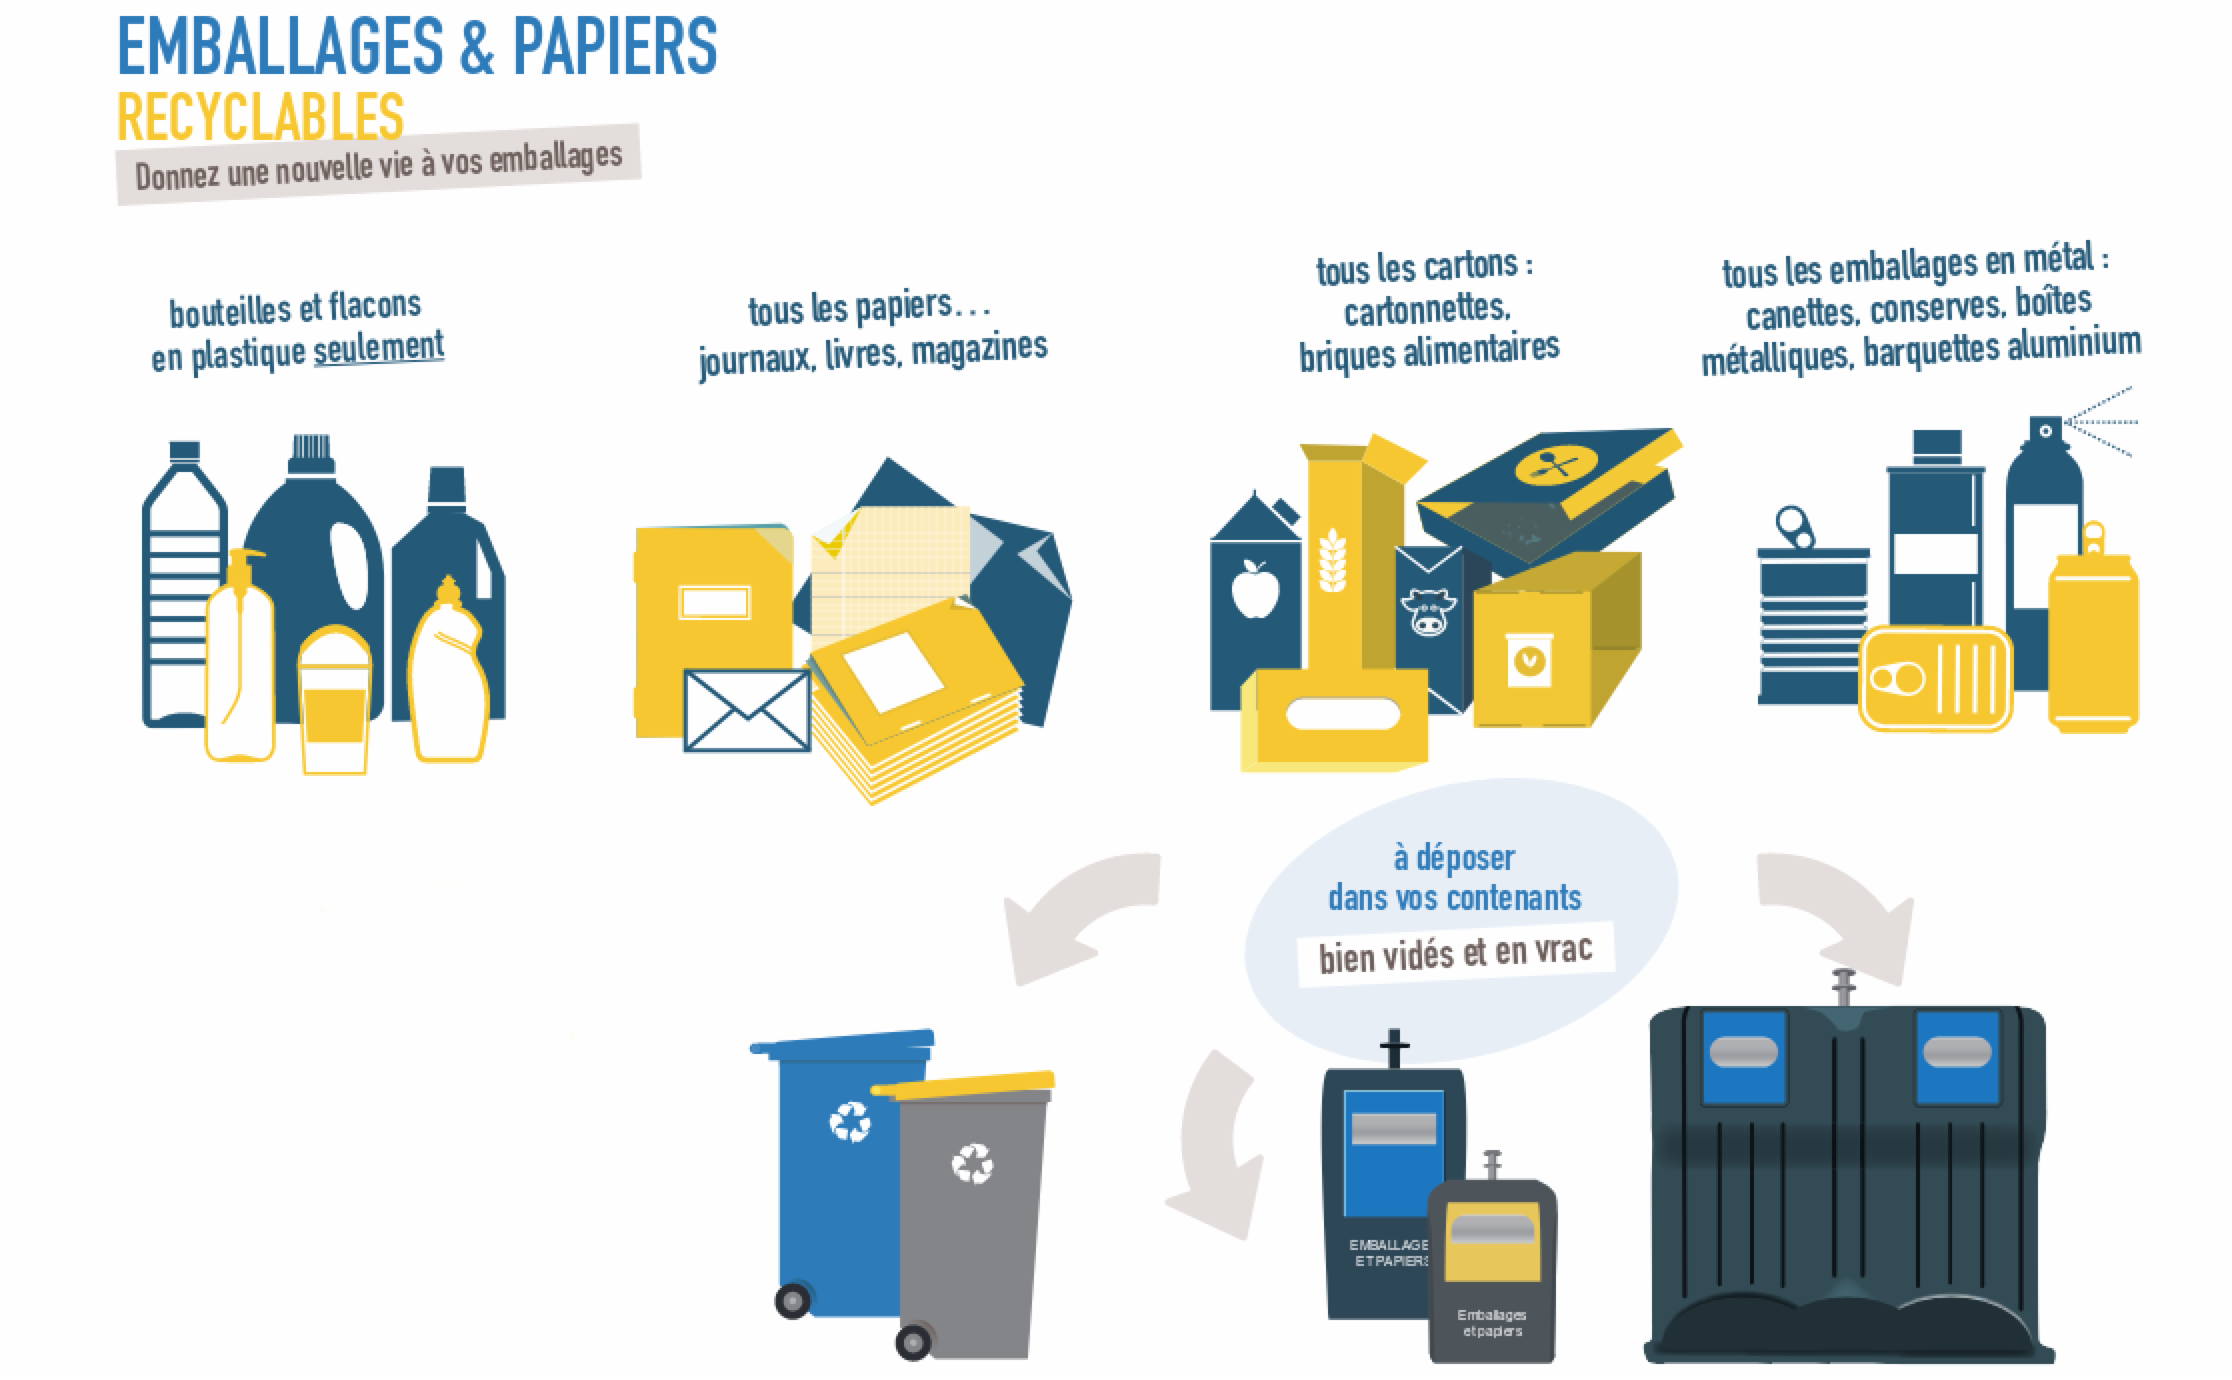 EMBALLAGES & PAPIERS
RECYCLABLES
Donnez une nouvelle vie à vos emballages
bouteilles et flacons
en plastique seulement
tous les papiers...
journaux, livres, magazines
tous les cartons :
cartonnettes,
briques alimentaires
tous les emballages en métal :
canettes, conserves, boîtes
métalliques, barquettes aluminium
à déposer
dans vos contenants
bien vidés et en vrac
EMBALLAGE
ET PAPIERS
Emballages
et papiers